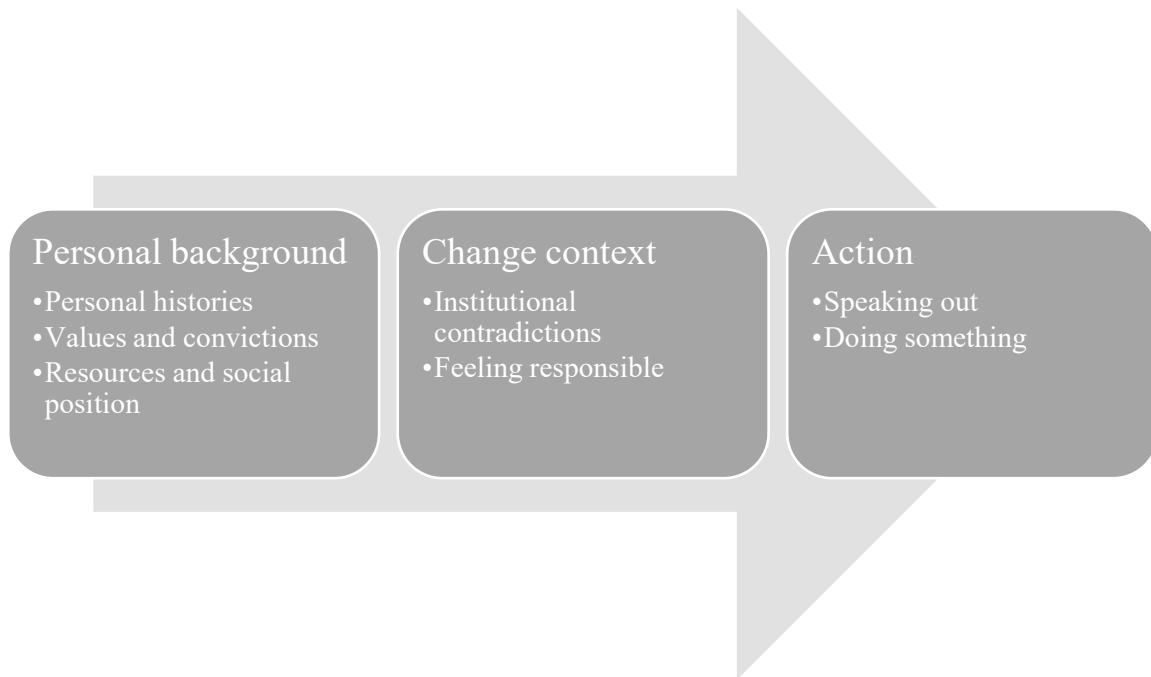 Personal background
•Personal histories
•Values and convictions
•Resources and social
position
Change context
•Institutional
contradictions
•Feeling responsible
Action
•Speaking out
•Doing something